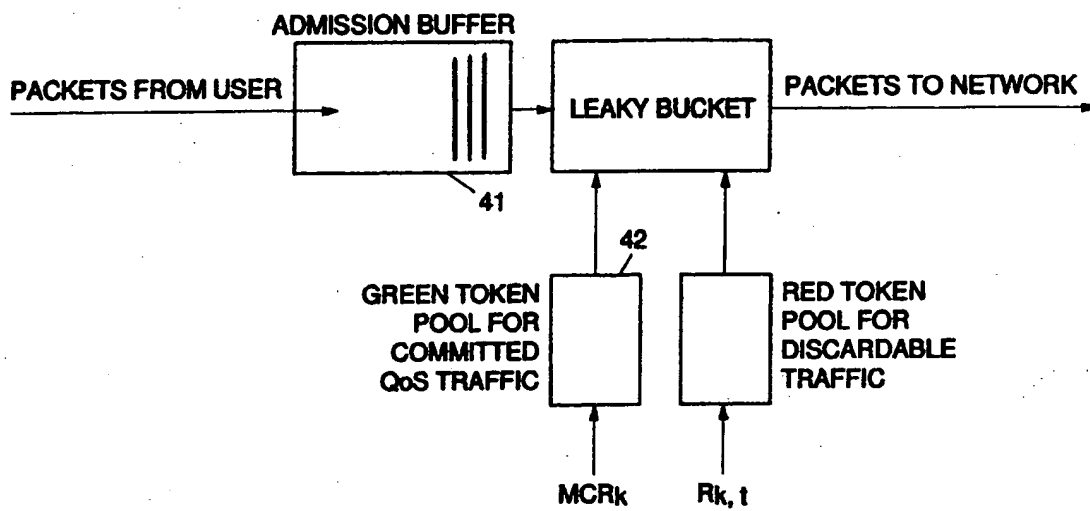 ADMISSION BUFFER
PACKETS FROM USER
LEAKY BUCKET
PACKETS TO NETWORK
41
42
GREEN TOKEN
POOL FOR
COMMITTED
QoS TRAFFIC
RED TOKEN
POOL FOR
DISCARDABLE
TRAFFIC
MCRk
Rk, t